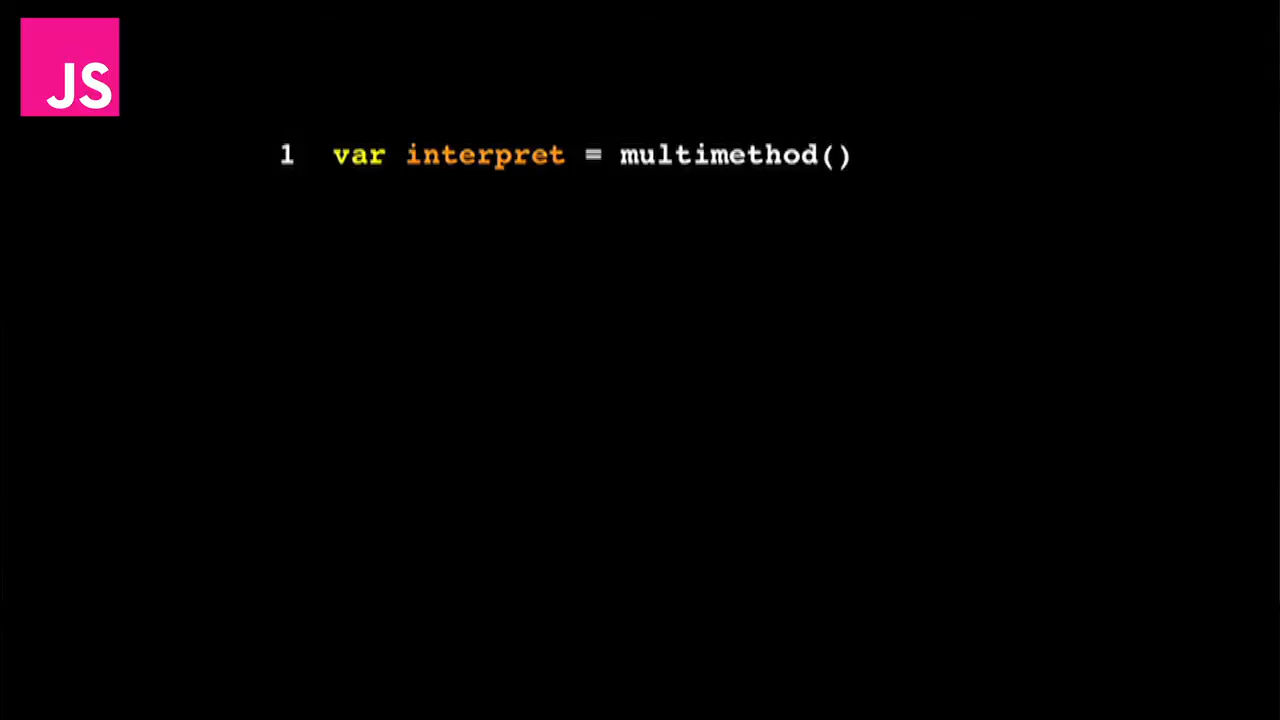 JS
1 var interpret = multimethod()